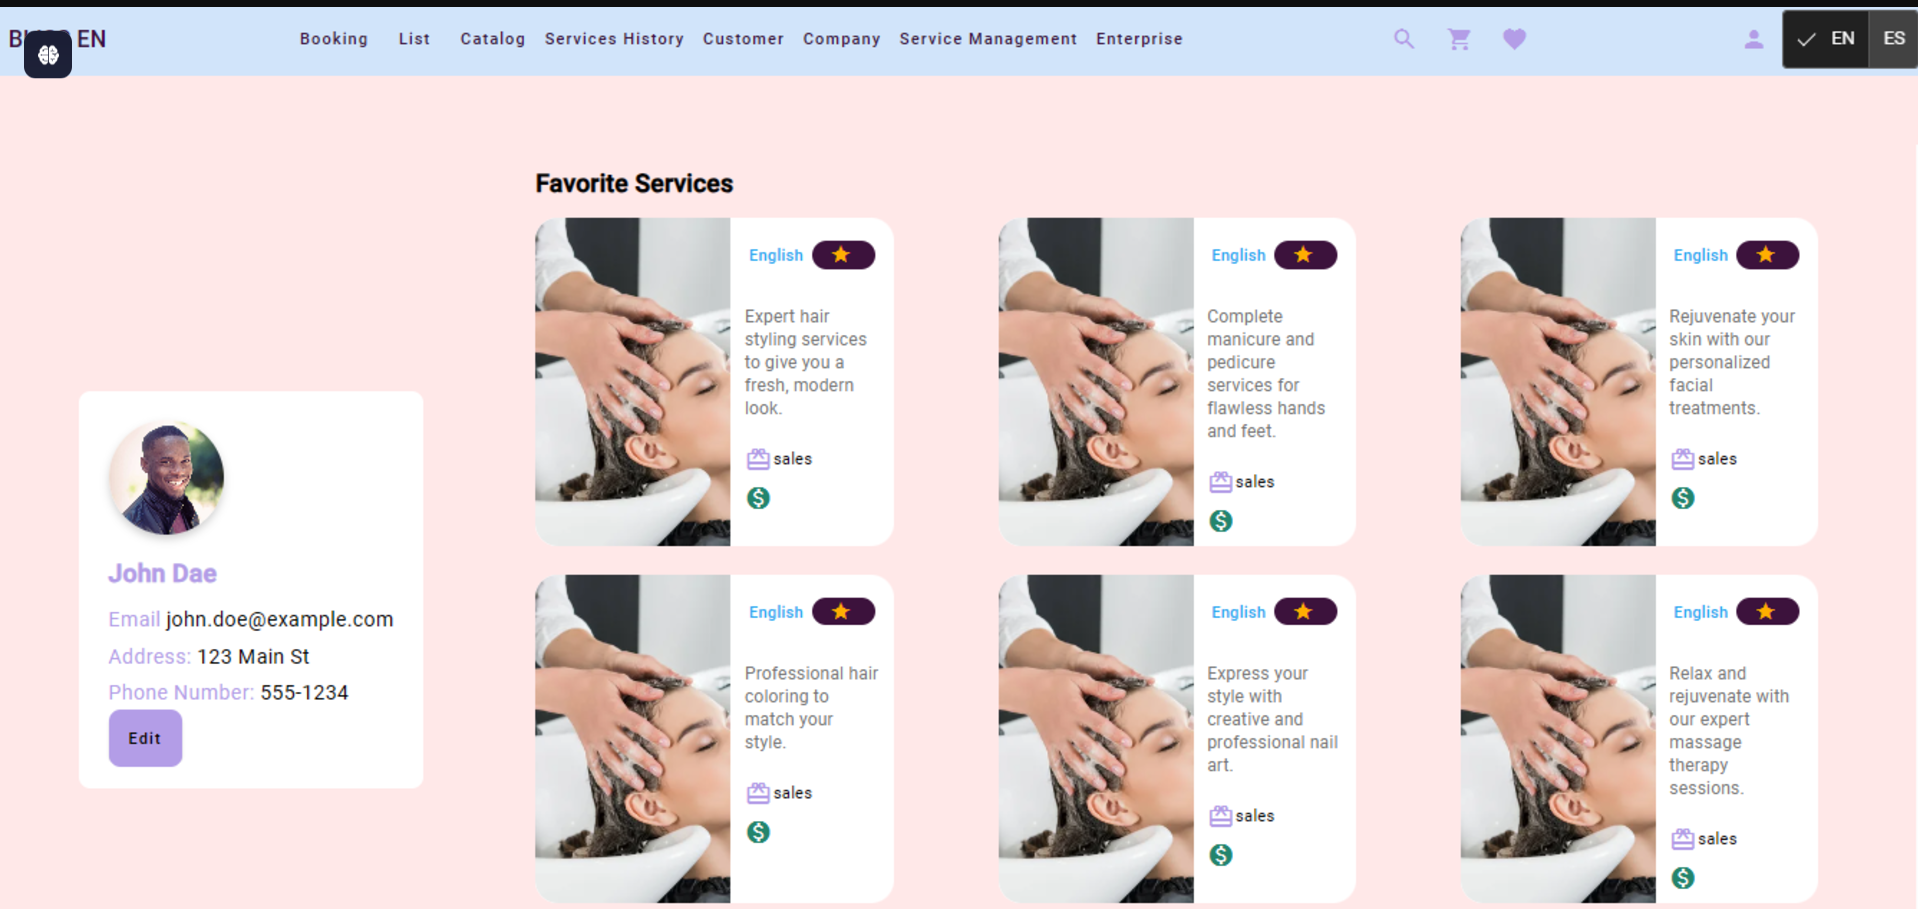 EN
Booking List Catalog Services History Customer Company Service Management Enterprise
EN ES
Favorite Services
English
Expert hair
styling services
to give you a
fresh, modern
look.
sales
English
Complete
manicure and
pedicure
services for
flawless hands
and feet.
sales
English
Rejuvenate your
skin with our
personalized
facial
treatments.
sales
John Dae
Email john.doe@example.com
Address: 123 Main St
Phone Number: 555-1234
Edit
English
Professional hair
coloring to
match your
style.
sales
English
Express your
style with
creative and
professional nail
art.
sales
English
Relax and
rejuvenate with
our expert
massage
therapy
sessions.
sales